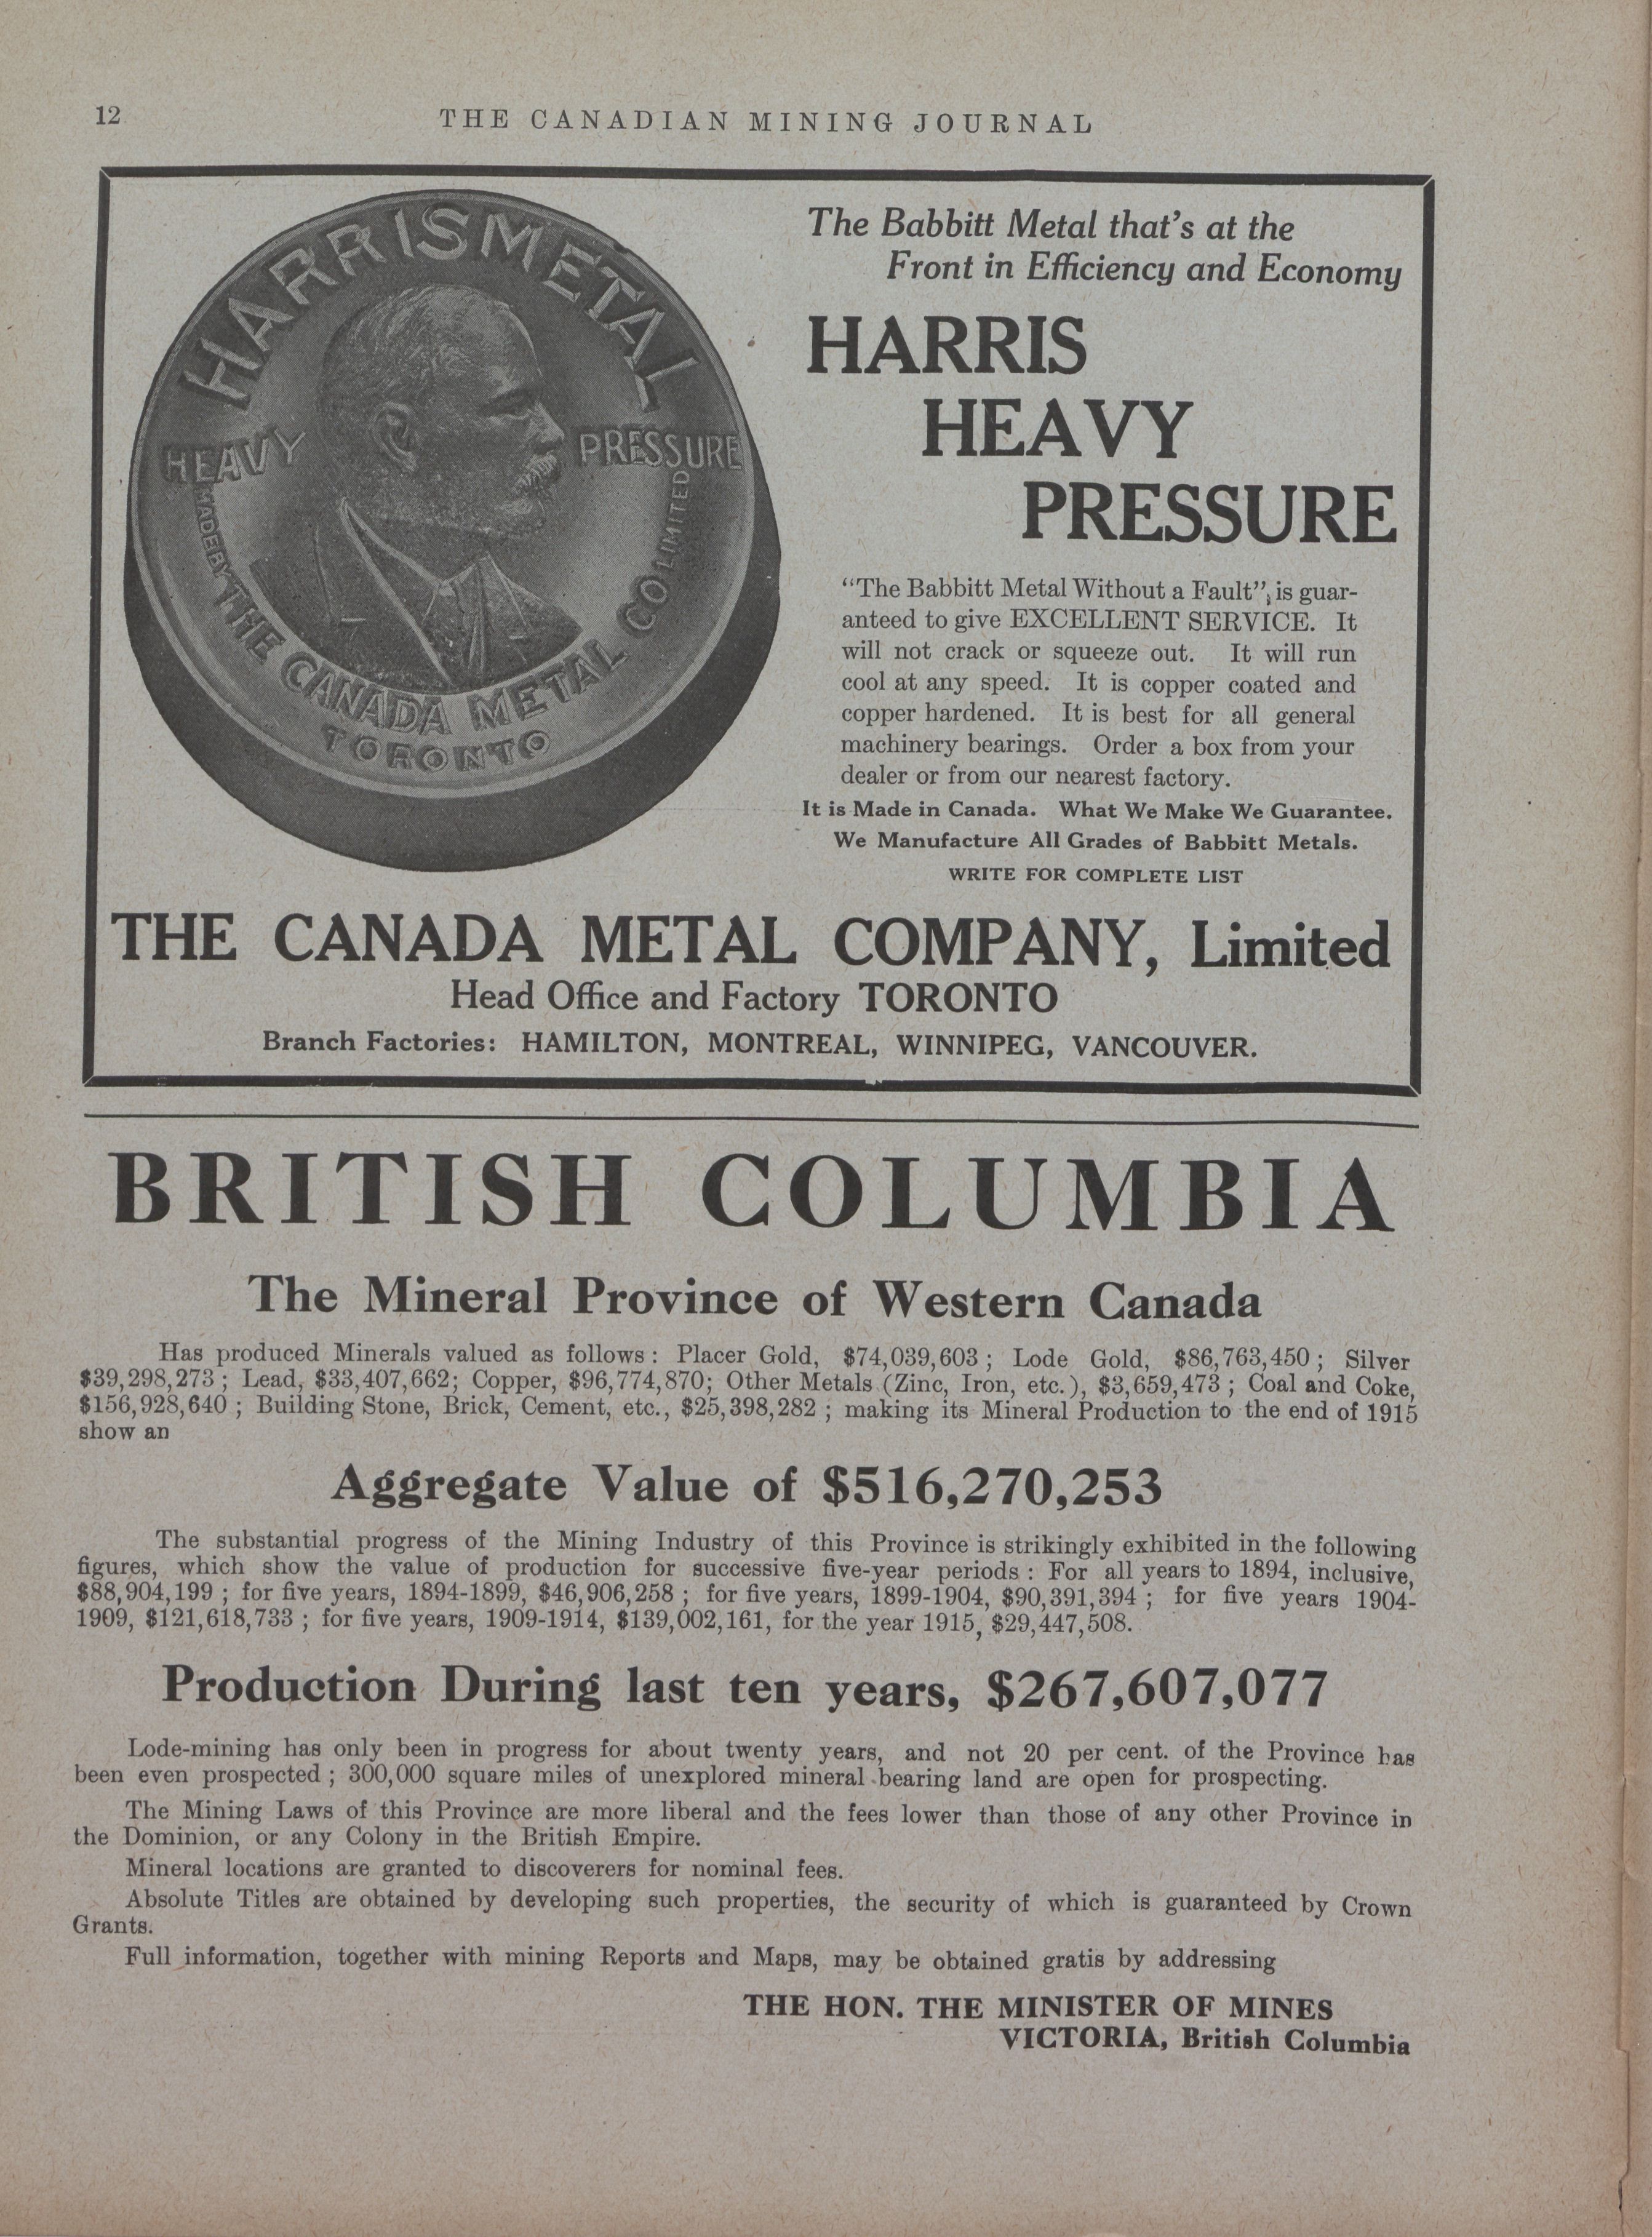 12
THE CANADIAN MINING JOURNAL
HARRIS METAL
HEAVY PRESSURE
MADE BY THE CANADA METAL CO LIMITED
TORONTO
The Babbitt Metal that's at the
Front in Efficiency and Economy
HARRIS
HEAVY
PRESSURE
"The Babbitt Metal Without a Fault", is guar-
anteed to give EXCELLENT SERVICE. It
will not crack or squeeze out. It will run
cool at any speed. It is copper coated and
copper hardened. It is best for all general
machinery bearings. Order a box from your
dealer or from our nearest factory.
It is Made in Canada. What We Make We Guarantee.
We Manufacture All Grades of Babbitt Metals.
WRITE FOR COMPLETE LIST
THE CANADA METAL COMPANY, Limited
Head Office and Factory TORONTO
Branch Factories: HAMILTON, MONTREAL, WINNIPEG, VANCOUVER.
BRITISH COLUMBIA
The Mineral Province of Western Canada
Has produced Minerals valued as follows: Placer Gold, $74,039,603; Lode Gold, $86,763,450; Silver
$39,298,273; Lead, $33,407,662; Copper, $96,774,870; Other Metals (Zinc, Iron, etc.), $3,659,473; Coal and Coke,
$156,928,640; Building Stone, Brick, Cement, etc., $25,398,282; making its Mineral Production to the end of 1915
show an
Aggregate Value of $516,270,253
The substantial progress of the Mining Industry of this Province is strikingly exhibited in the following
figures, which show the value of production for successive five-year periods: For all years to 1894, inclusive,
$88,904,199; for five years, 1894-1899, $46,906,258; for five years, 1899-1904, $90,391,394; for five years 1904-
1909, $121,618,733; for five years, 1909-1914, $139,002,161, for the year 1915, $29,447,508.
Production During last ten years, $267,607,077
Lode-mining has only been in progress for about twenty years, and not 20 per cent. of the Province has
been even prospected; 300,000 square miles of unexplored mineral-bearing land are open for prospecting.
The Mining Laws of this Province are more liberal and the fees lower than those of any other Province in
the Dominion, or any Colony in the British Empire.
Mineral locations are granted to discoverers for nominal fees.
Absolute Titles are obtained by developing such properties, the security of which is guaranteed by Crown
Grants.
Full information, together with mining Reports and Maps, may be obtained gratis by addressing
THE HON. THE MINISTER OF MINES
VICTORIA, British Columbia